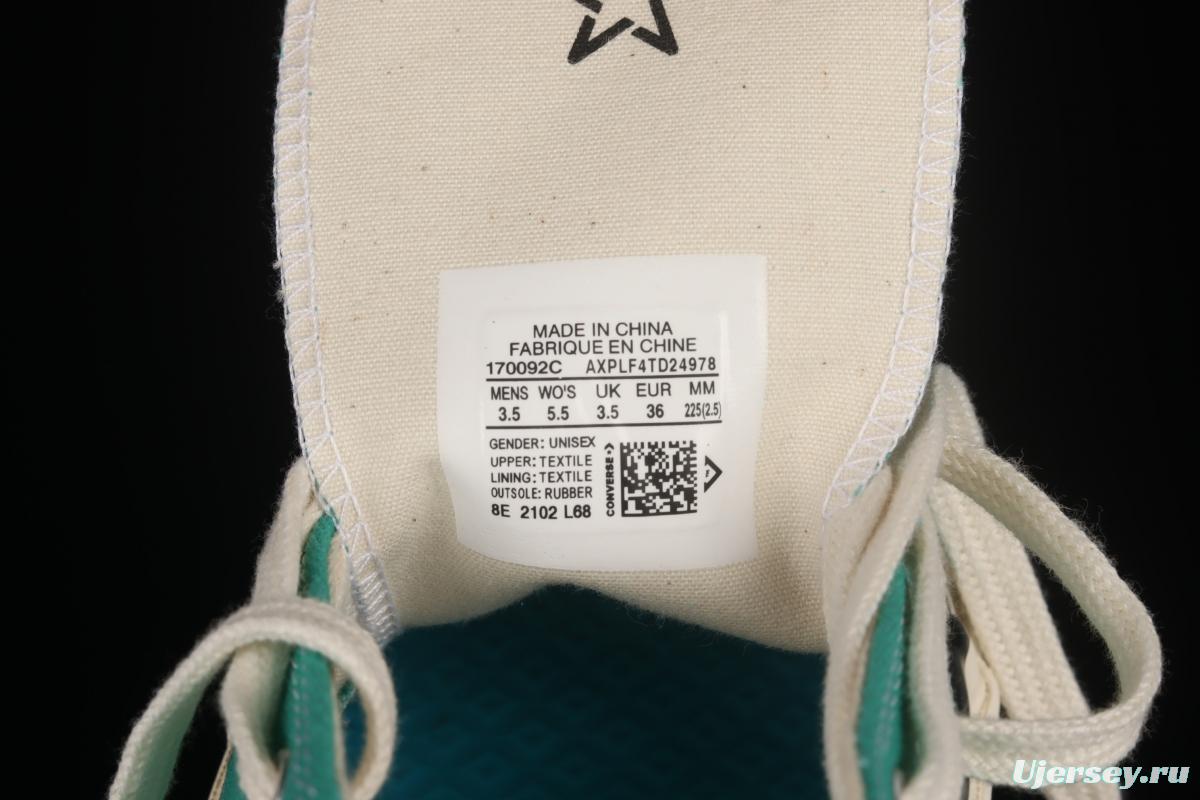 MADE IN CHINA
FABRIQUE EN CHINE
170092C AXPLF4TD24978
MENS WO'S UK EUR MM
3.5 5.5 3.5 36 225(2.5)
GENDER: UNISEX
UPPER: TEXTILE
LINING: TEXTILE
OUTSOLE: RUBBER
8E 2102 L68
CONVERSE
Ujersey.ru